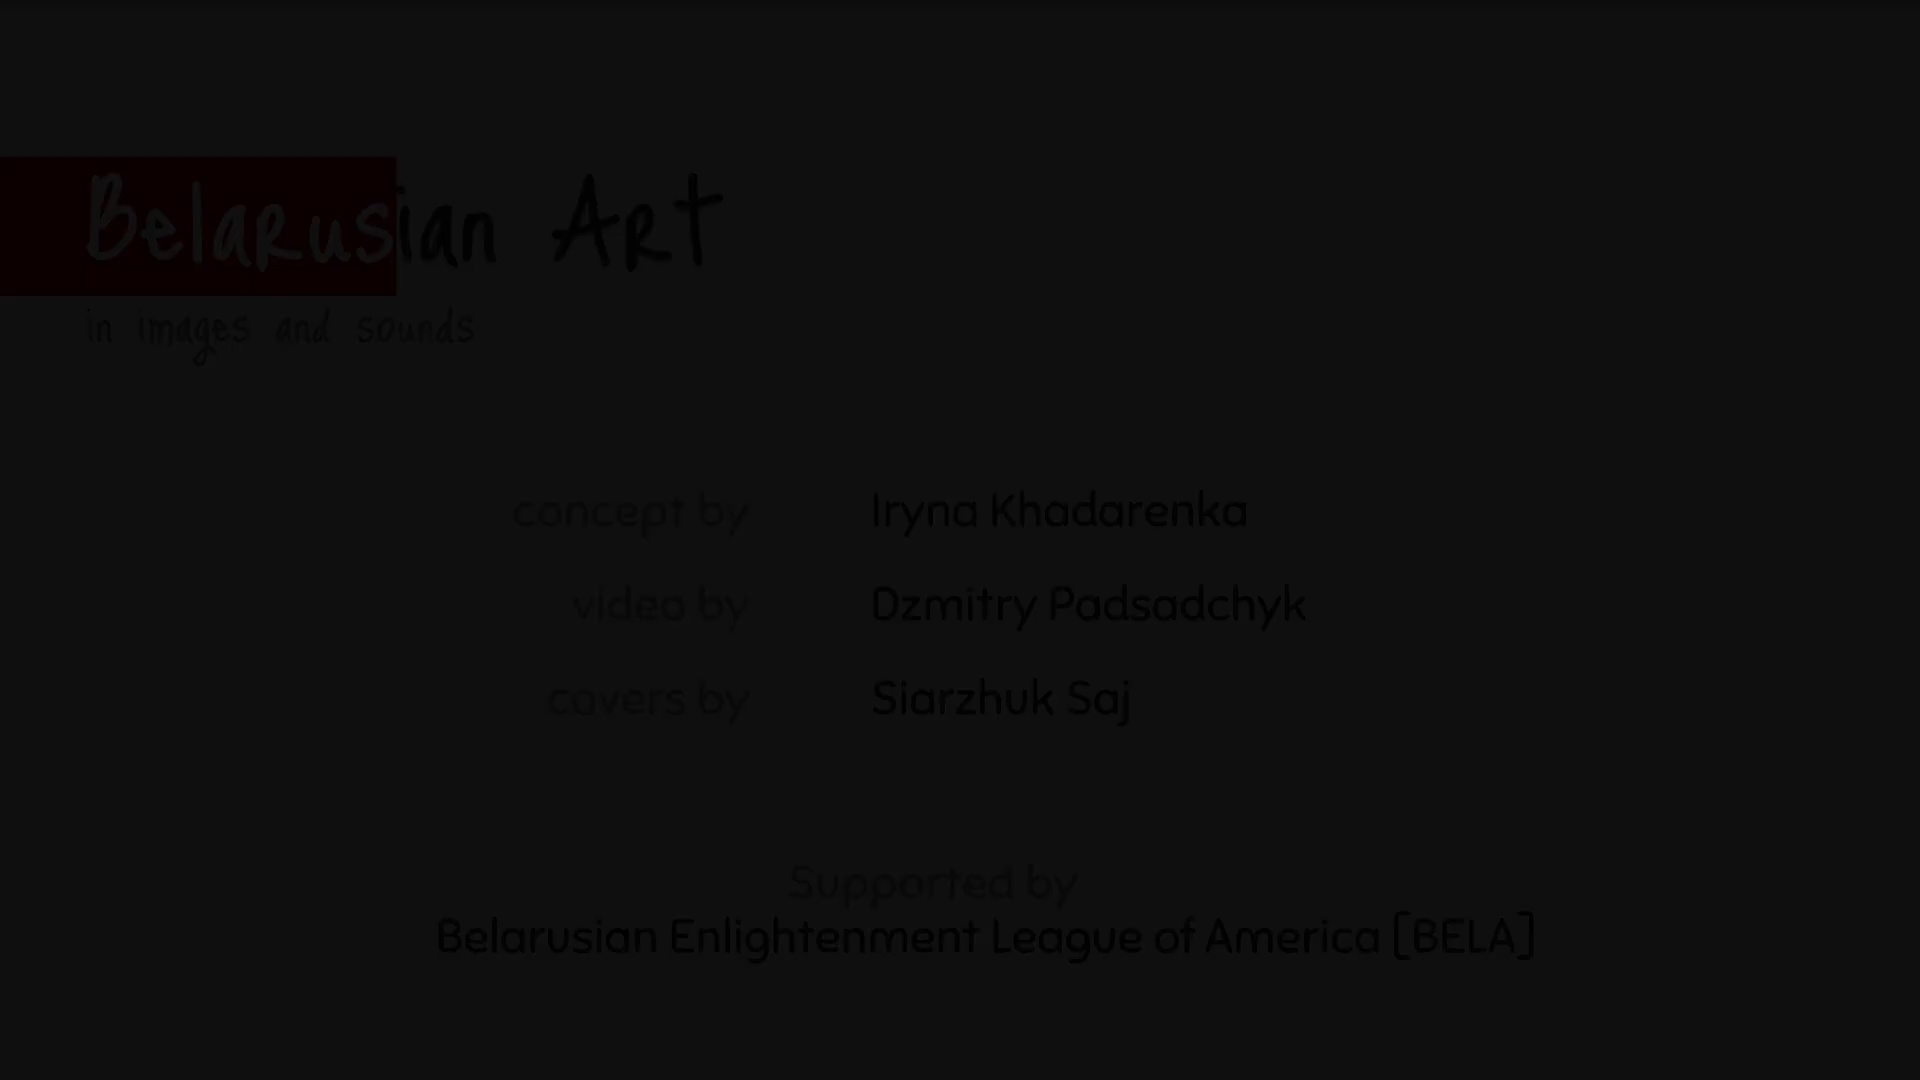 Belarusian Art
in images and sounds
concept by Iryna Khadarenka
video by Dzmitry Padsadchyk
covers by Siarzhuk Saj
Supported by
Belarusian Enlightenment League of America [BELA]